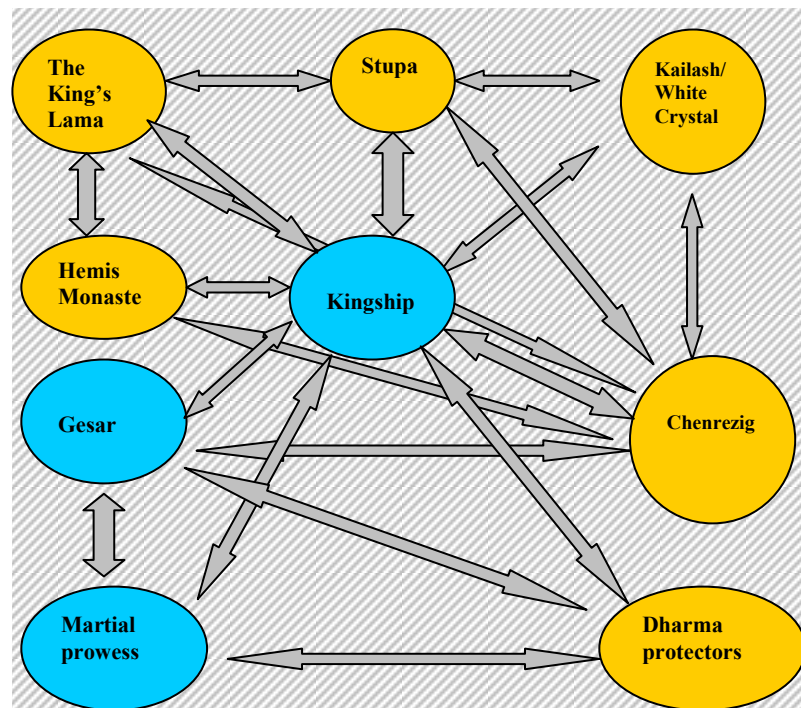 The
King's
Lama
Stupa
Kailash/
White
Crystal
Hemis
Monaste
Kingship
Gesar
Chenrezig
Martial
prowess
Dharma
protectors